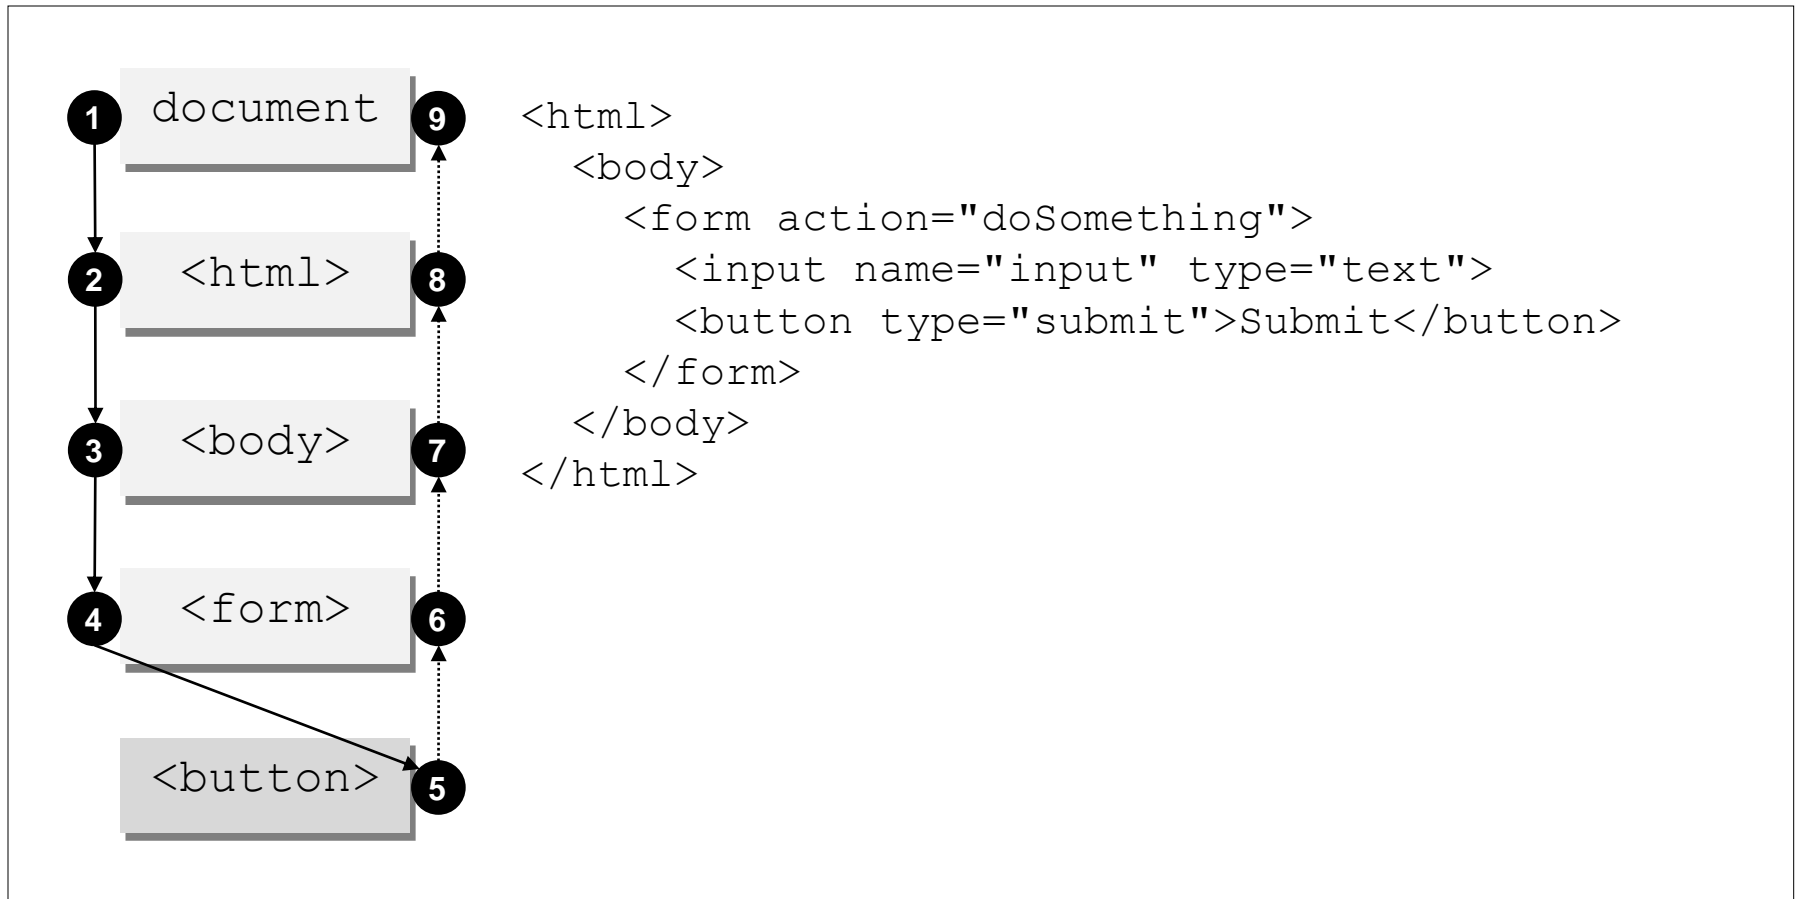 1 document 9
2 <html> 8
3 <body> 7
4 <form> 6
<button> 5
<html>
<body>
<form action="doSomething">
<input name="input" type="text">
<button type="submit">Submit</button>
</form>
</body>
</html>